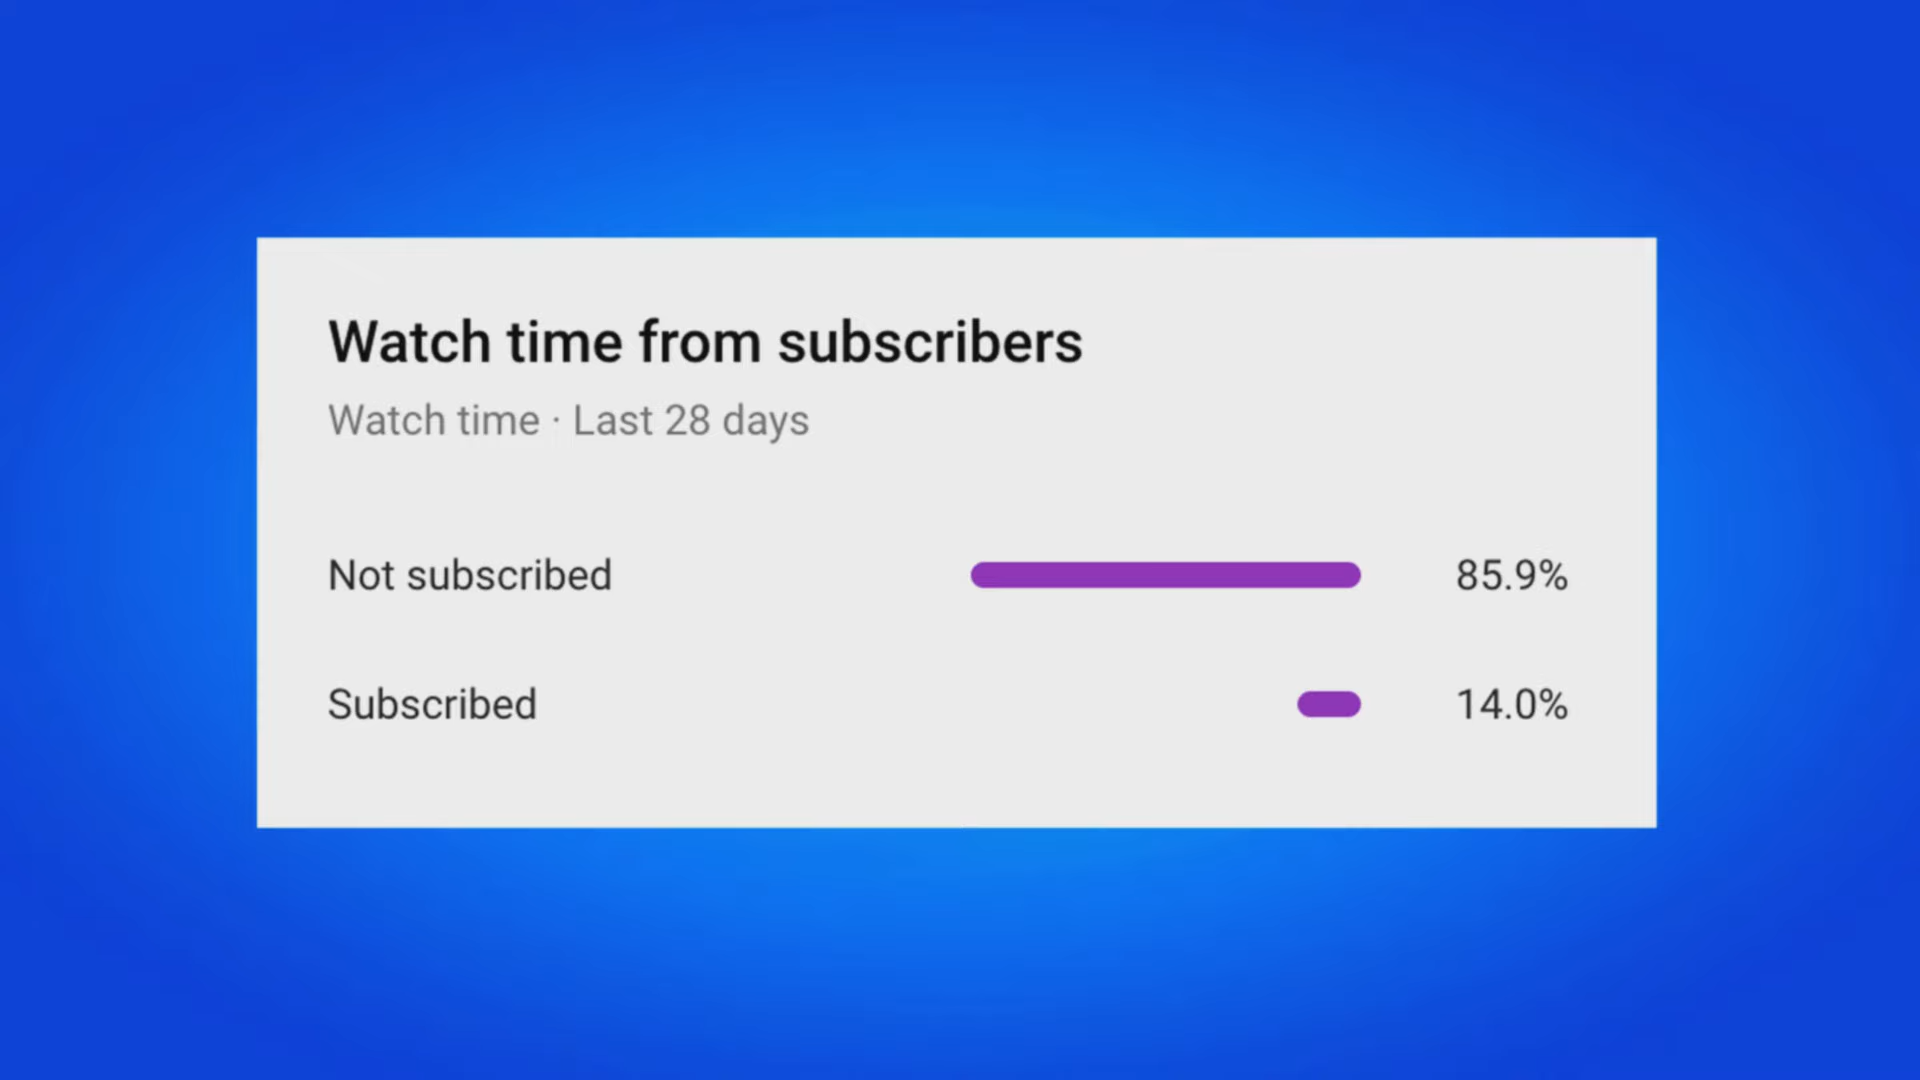 Watch time from subscribers
Watch time · Last 28 days
Not subscribed 85.9%
Subscribed 14.0%